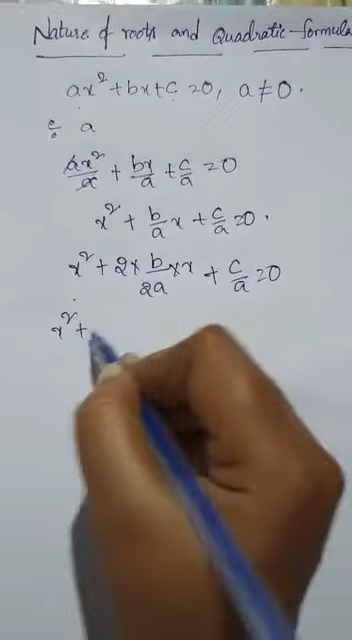 Nature of roots and Quadratic-formula
ax² + bx + c = 0, a ≠ 0.
÷ a
ax²/a + bx/a + c/a = 0
x² + b/a x + c/a = 0.
x² + 2 × b/2a × x + c/a = 0
x² +